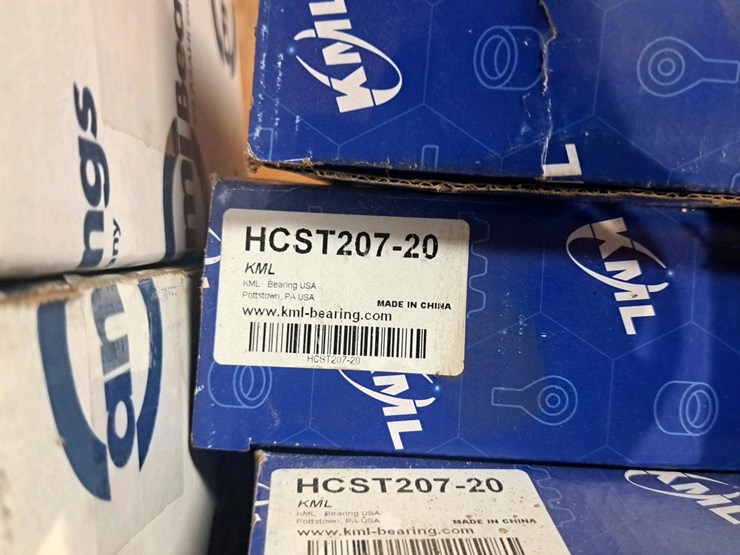 KML
HCST207-20
KML
KML Bearing USA
Pottstown, PA USA
MADE IN CHINA
www.kml-bearing.com
HCST207-20
KML
KML
HCST207-20
KML
KML Bearing USA
Pottstown, PA USA
MADE IN CHINA
www.kml-bearing.com
KML
ngs
an